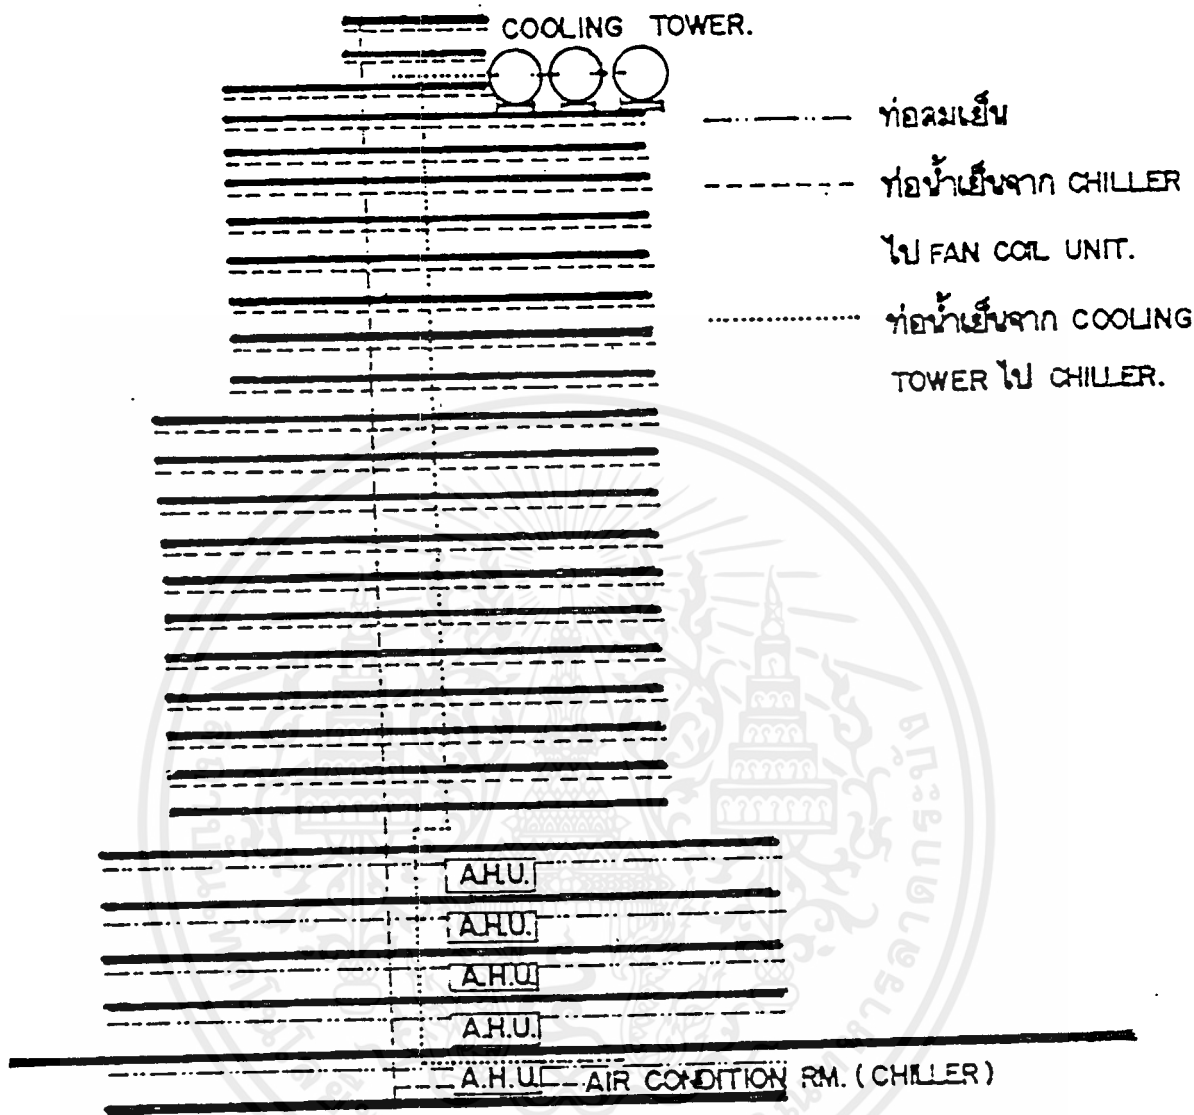 COOLING TOWER.
ท่อลมเย็น
ท่อน้ำเย็นจาก CHILLER
ไป FAN COIL UNIT.
ท่อน้ำเย็นจาก COOLING
TOWER ไป CHILLER.
A.H.U.
A.H.U.
A.H.U.
A.H.U.
A.H.U. AIR CONDITION RM. (CHILLER)